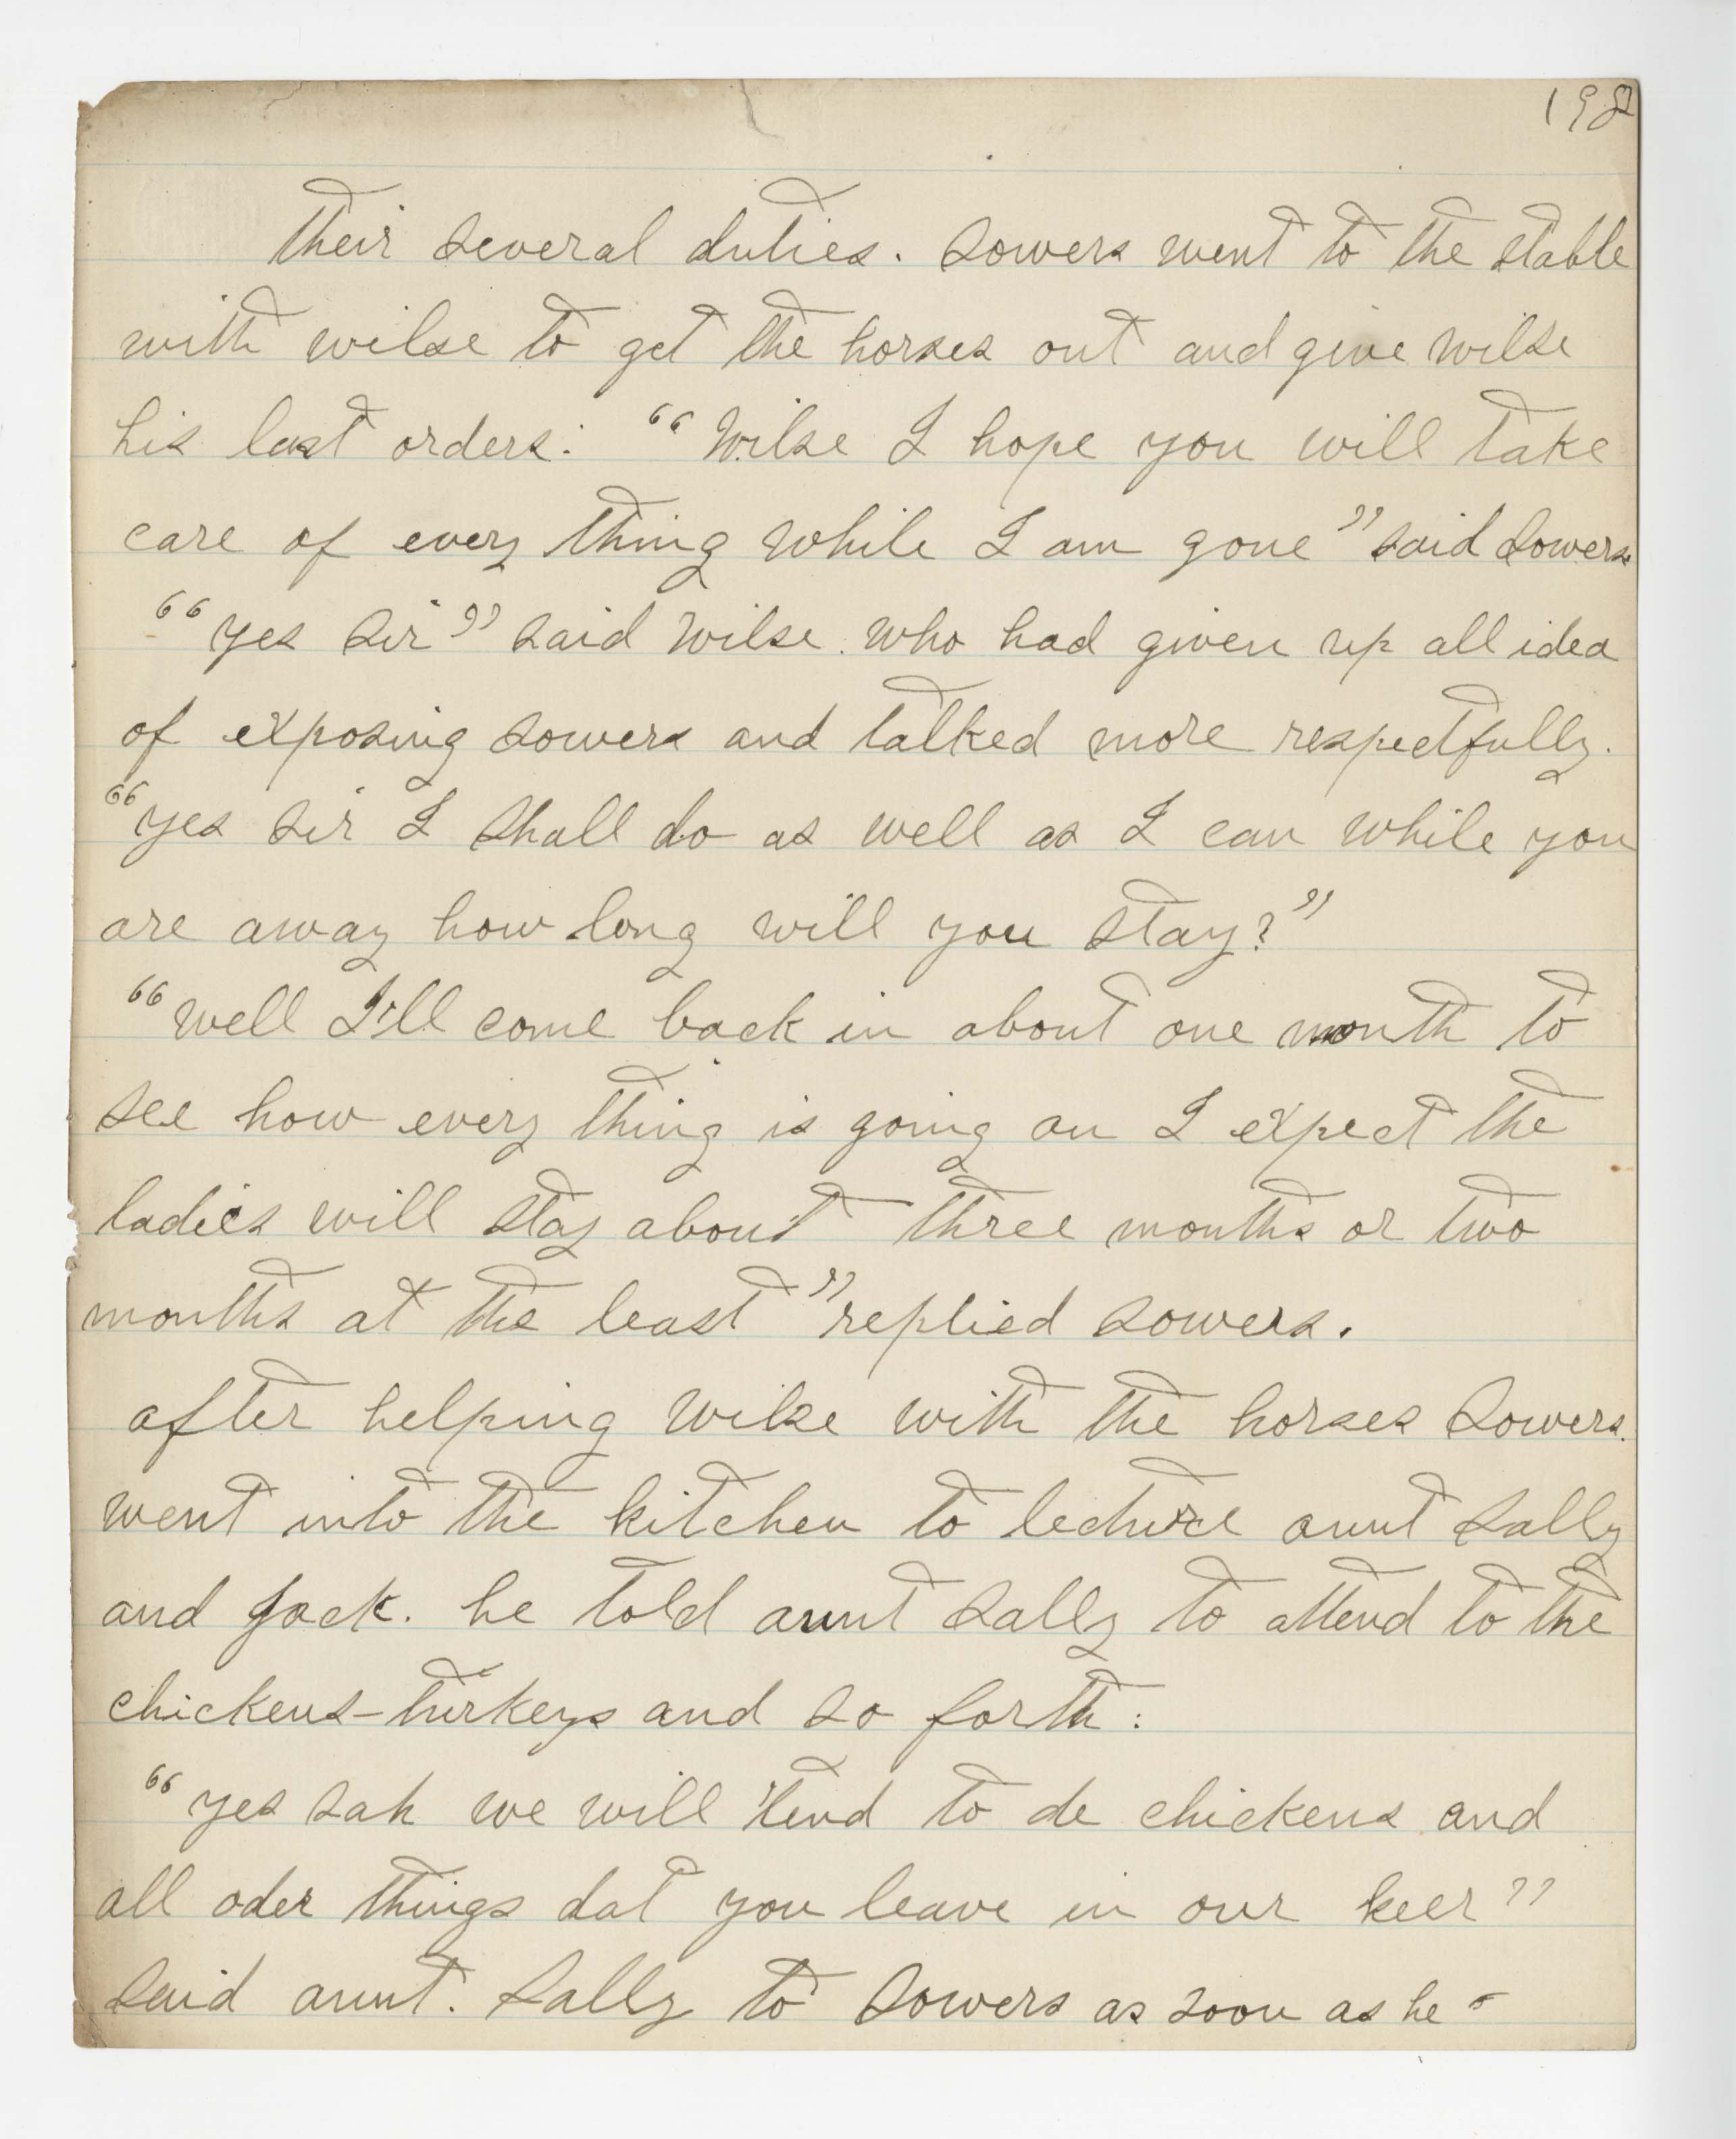 198
their several duties. Sowers went to the stable
with wilse to get the horses out and give wilse
his last orders: "Wilse I hope you will take
care of every thing while I am gone" said Sowers
"yes sir" said Wilse. who had given up all idea
of exposing Sowers and talked more respectfully.
"yes sir I shall do as well as I can while you
are away how long will you stay?"
"well I'll come back in about one month to
see how every thing is going on I expect the
ladies will stay about three months or two
months at the least" replied Sowers.
after helping Wilse with the horses Sowers.
went into the kitchen to lecture aunt Sally
and Jack. he told aunt Sally to attend to the
chickens-turkeys and so forth:
"yes sah we will 'tend to de chickens and
all oder things dat you leave in our keer"
said aunt. Sally to Sowers as soon as he-